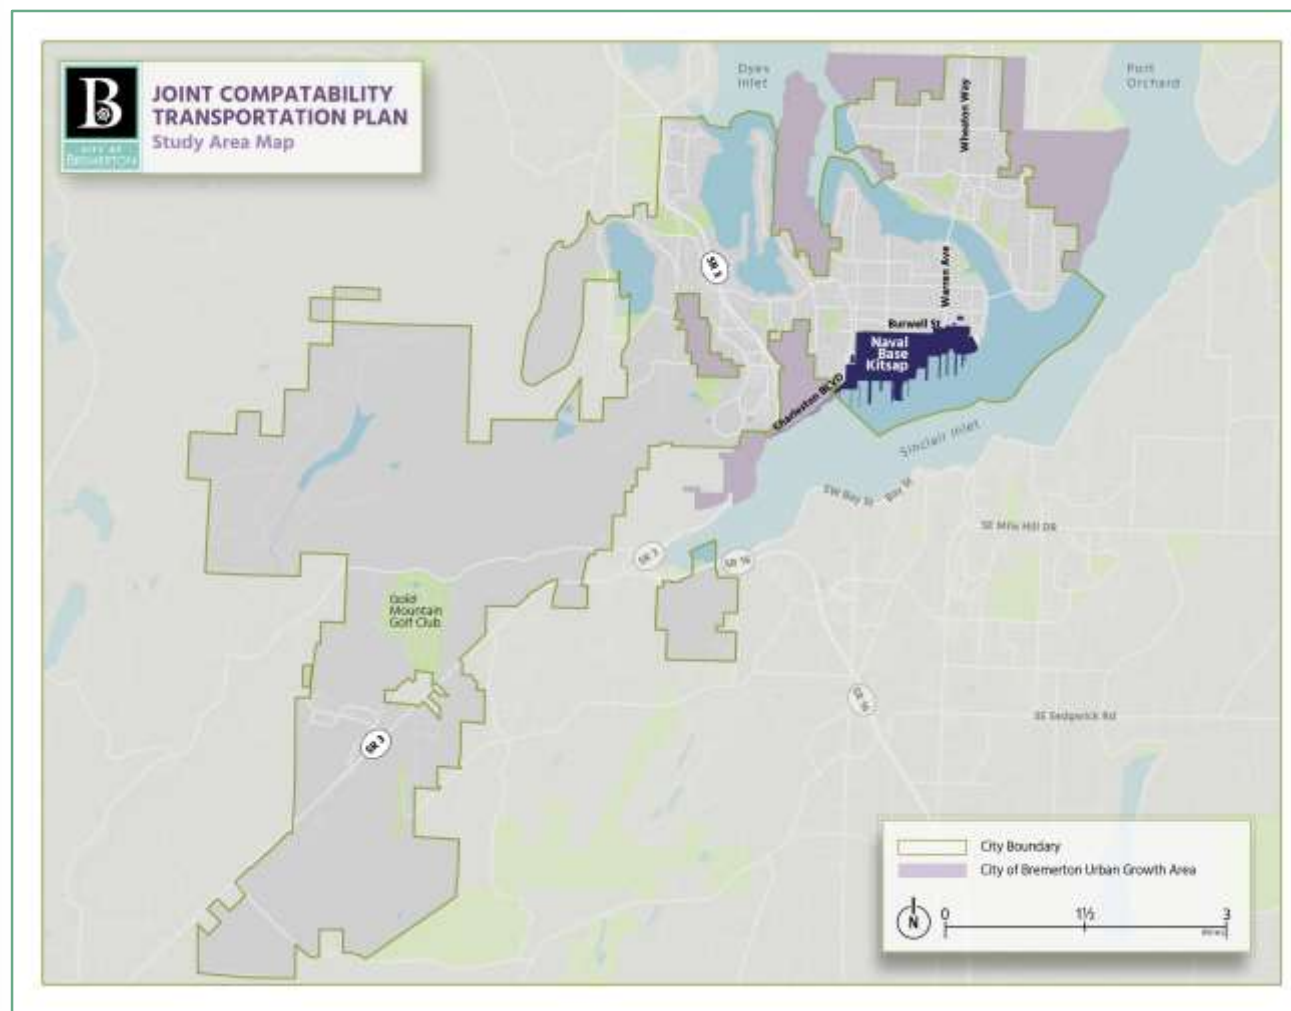 B
CITY OF
BREMERTON
JOINT COMPATABILITY
TRANSPORTATION PLAN
Study Area Map
Dyes
Inlet
Port
Orchard
Wheaton Way
Warren Ave
Burwell St
Naval
Base
Kitsap
Charleston BLVD
Sinclair Inlet
SW Bay St - Bay St
SE Mile Hill DR
SR 3
SR 16
Gold
Mountain
Golf Club
SR 16
SE Sedgwick Rd
SR 3
City Boundary
City of Bremerton Urban Growth Area
N
0
1½
3
Miles